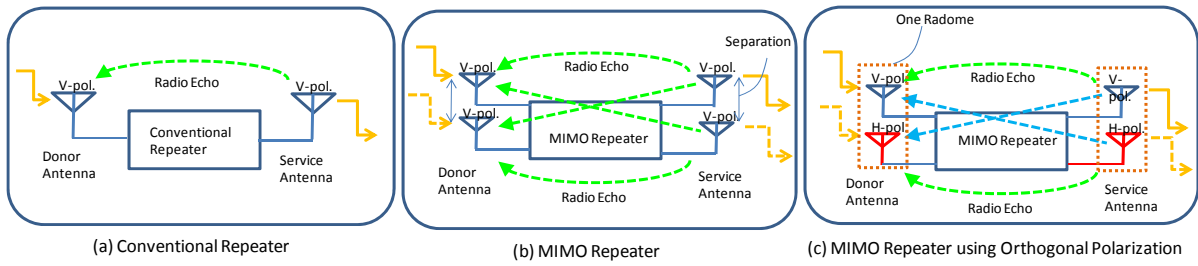 V-pol.
Radio Echo
V-pol.
Conventional
Repeater
Donor
Antenna
Service
Antenna
(a) Conventional Repeater
Separation
V-pol.
Radio Echo
V-pol.
V-pol.
V-pol.
MIMO Repeater
Donor
Antenna
Radio Echo
Service
Antenna
(b) MIMO Repeater
One Radome
V-pol.
Radio Echo
V-
pol.
H-pol.
H-pol.
MIMO Repeater
Donor
Antenna
Radio Echo
Service
Antenna
(c) MIMO Repeater using Orthogonal Polarization